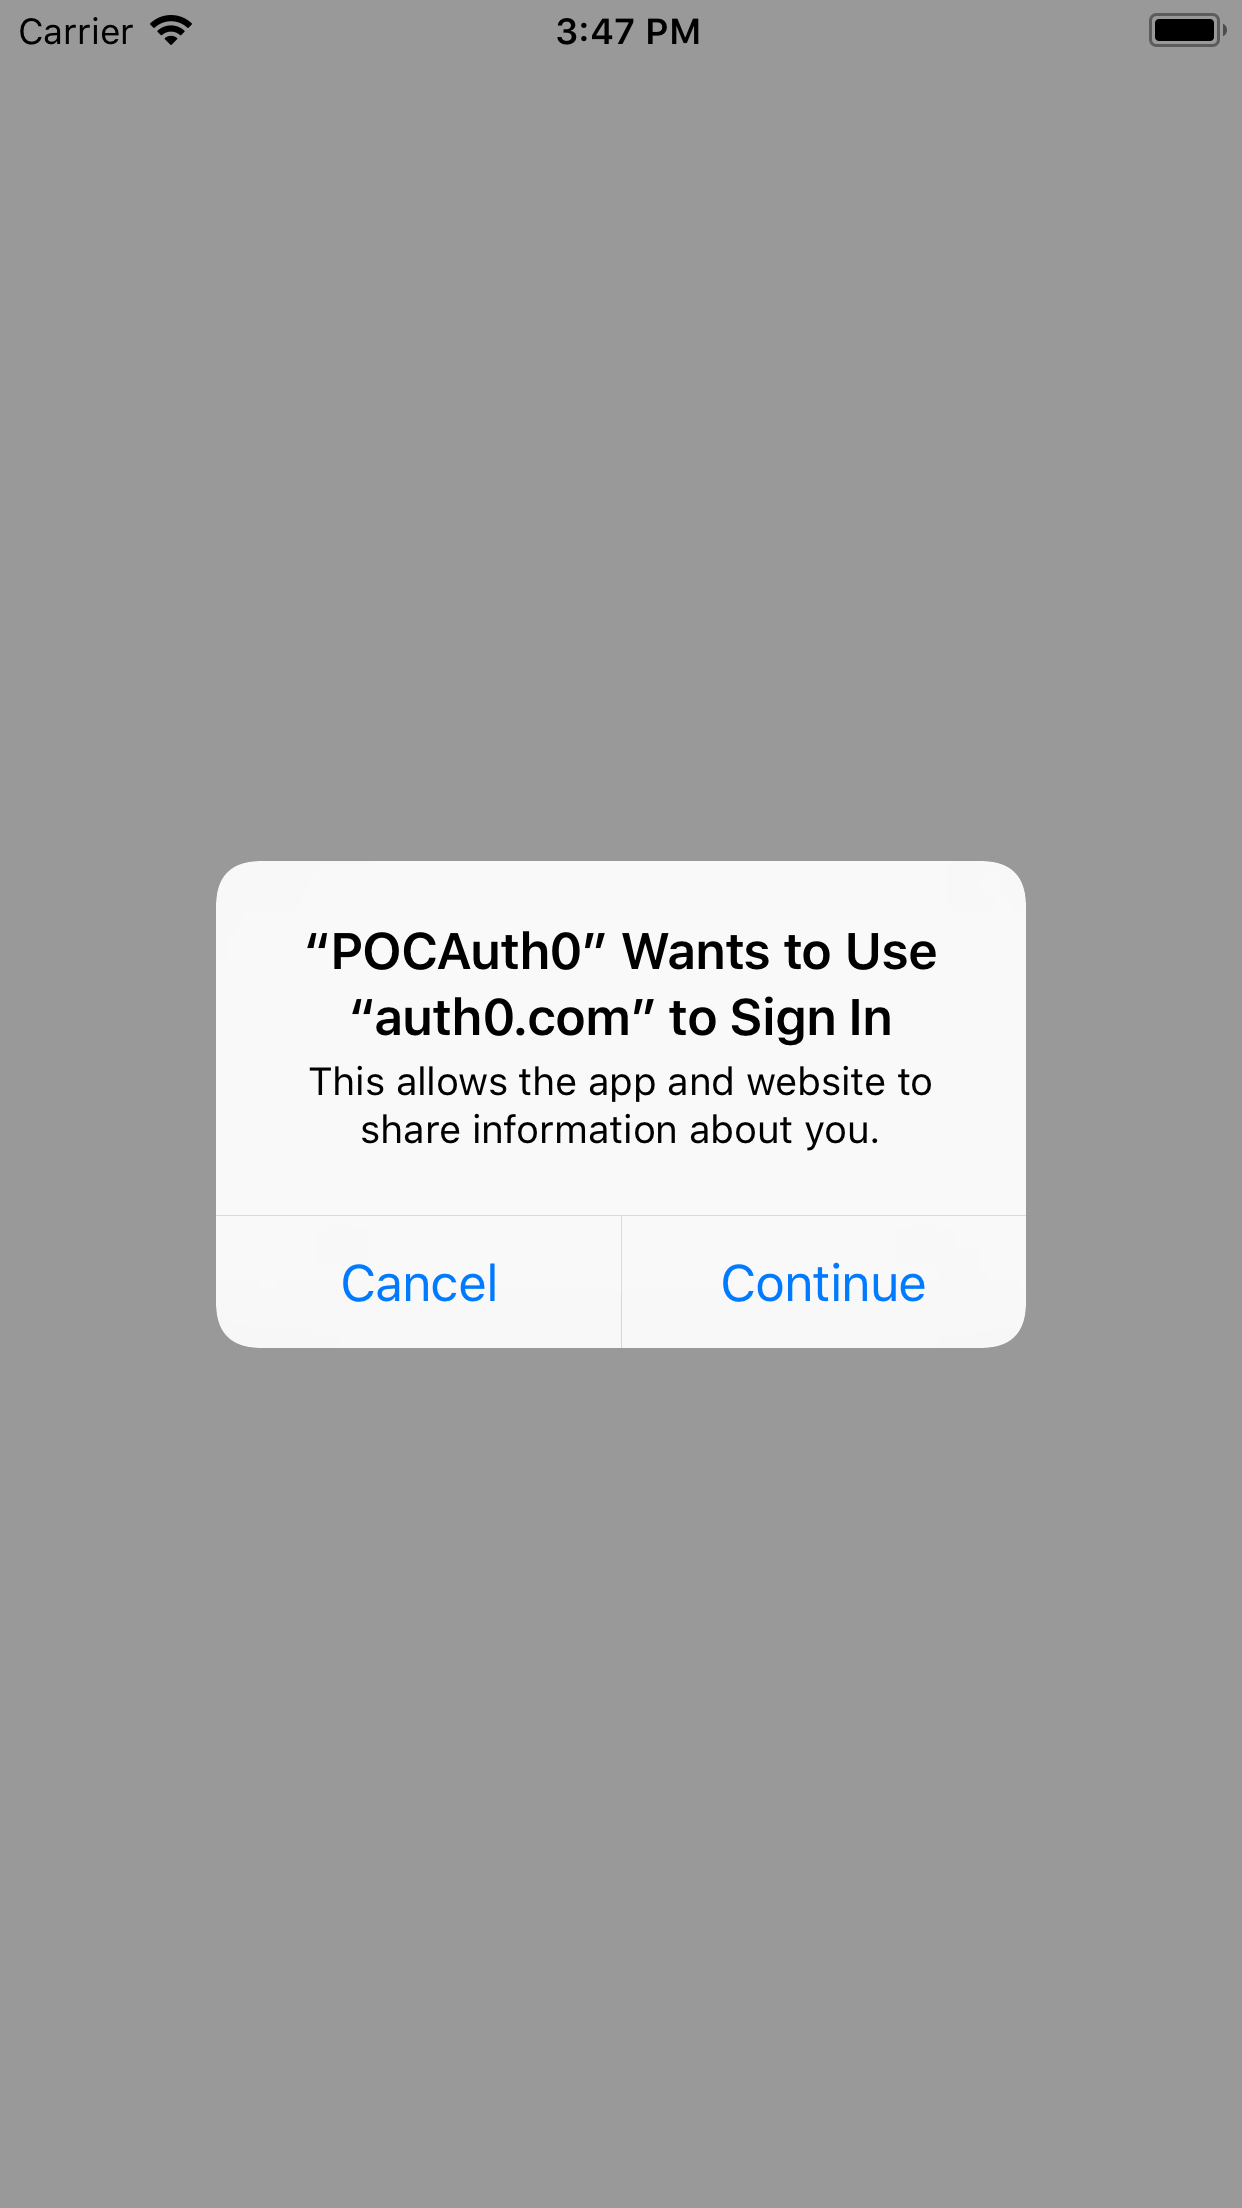 Carrier 3:47 PM
“POCAuth0” Wants to Use
“auth0.com” to Sign In
This allows the app and website to
share information about you.
Cancel Continue